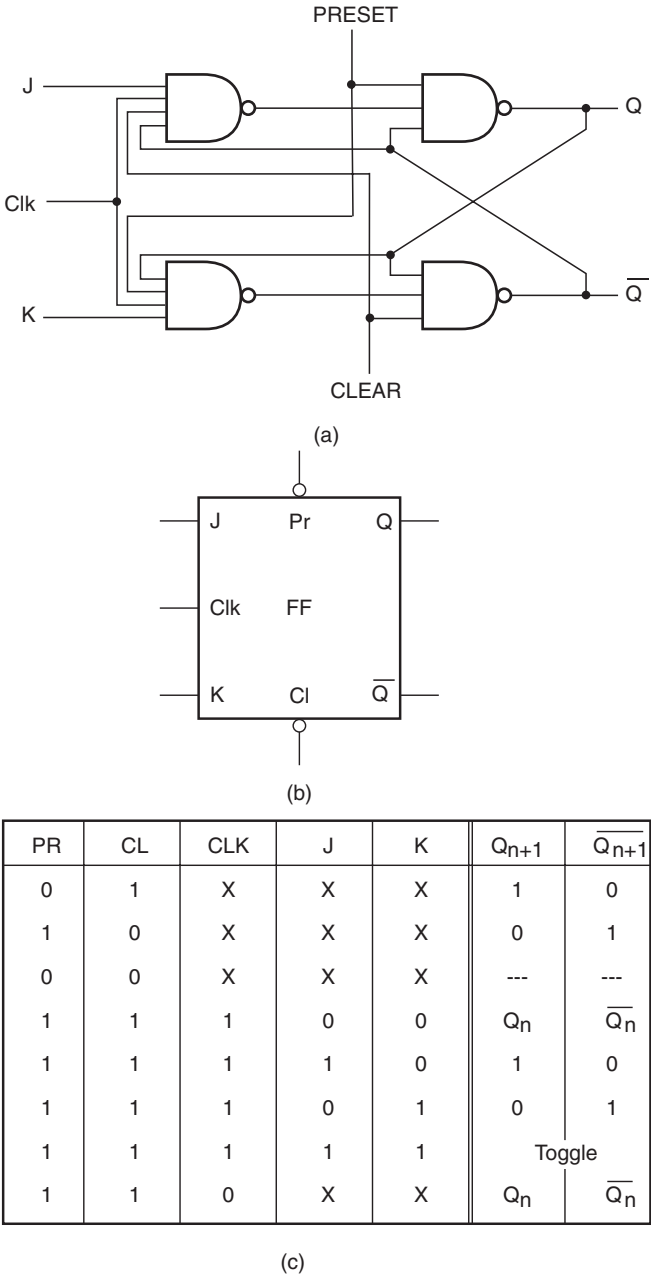 PRESET
J
Q
Clk
K
Q̅
CLEAR
(a)
J Pr Q
Clk FF
K Cl Q̅
(b)
PR CL CLK J K Qn+1 Q̅n+1
0 1 X X X 1 0
1 0 X X X 0 1
0 0 X X X --- ---
1 1 1 0 0 Qn Q̅n
1 1 1 1 0 1 0
1 1 1 0 1 0 1
1 1 1 1 1 Toggle
1 1 0 X X Qn Q̅n
(c)